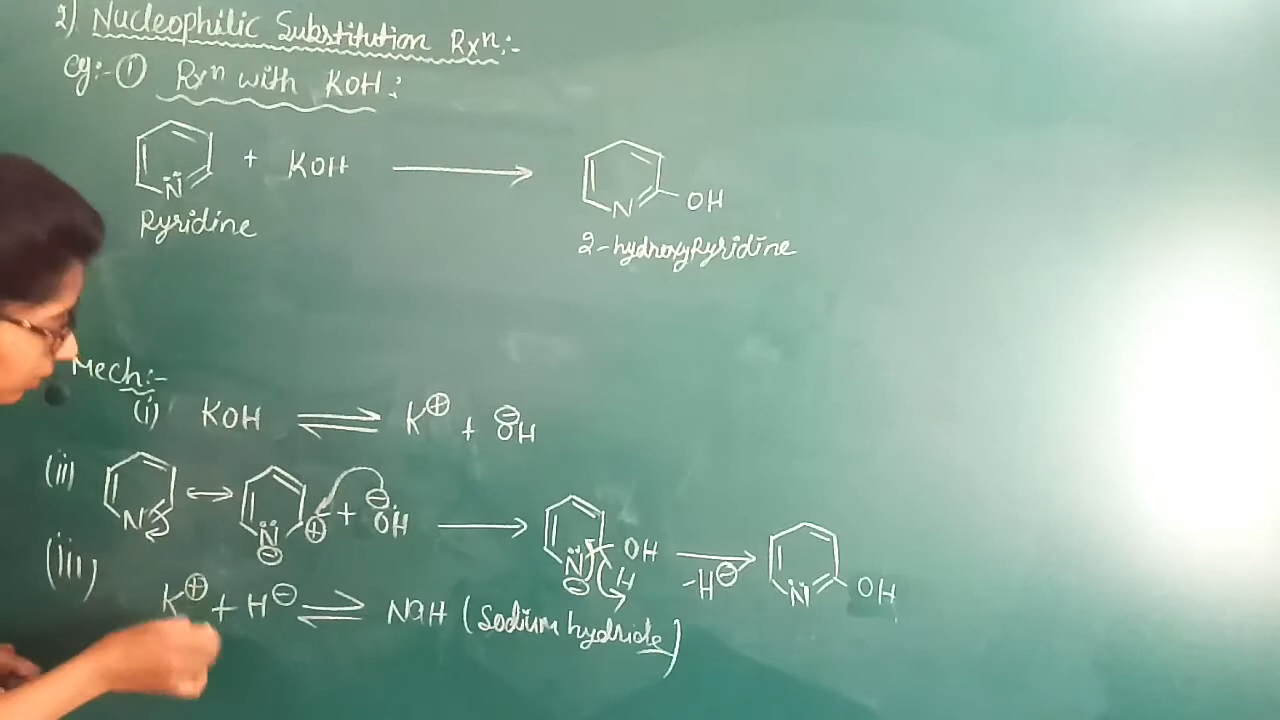 2) Nucleophilic Substitution Rxⁿ:-
eg:-① Rxⁿ with KOH:
N̈ + KOH ⟶ N OH
Pyridine 2-hydroxyPyridine
Mech:-
(i) KOH ⇌ K⊕ + ⊖OH
(ii) N ↔ N̈ ⊖ ⊕ + ⊖ÖH ⟶ N̈ ⊖ OH H ⟶ -H⊖ N OH
(iii) K⊕ + H⊖ ⇌ NaH (Sodium hydride)